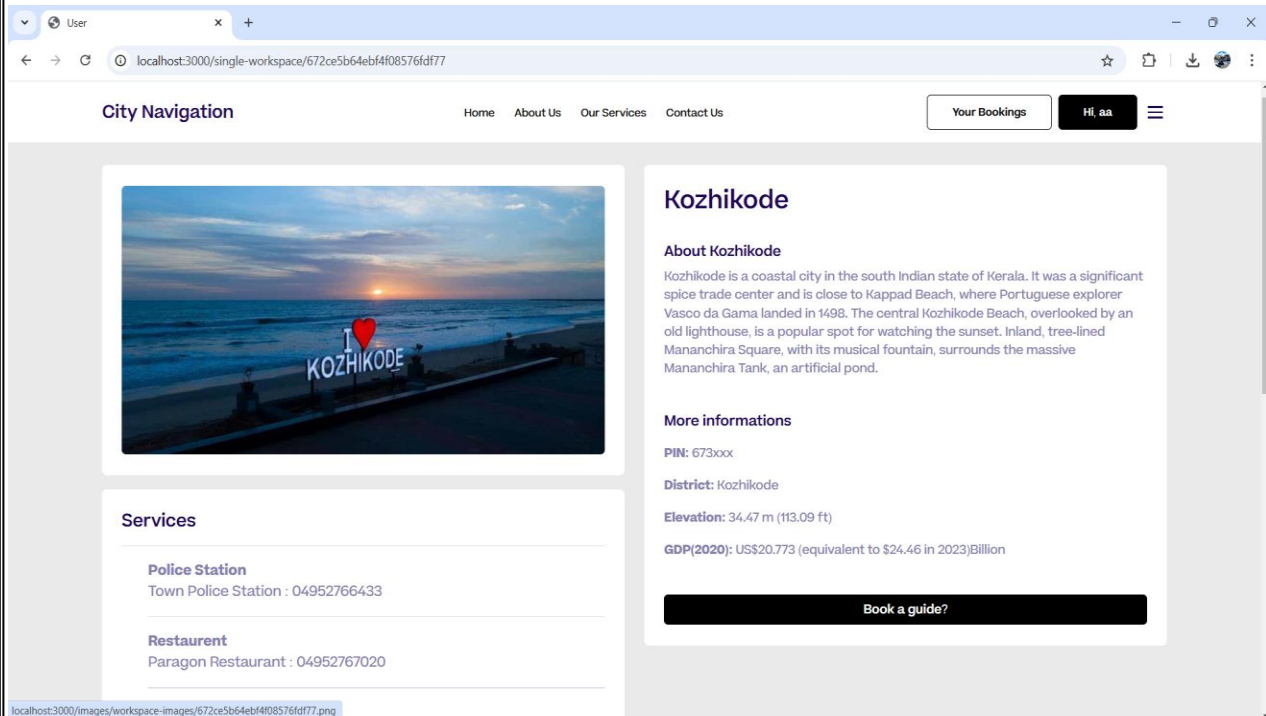 User
localhost:3000/single-workspace/672ce5b64ebf4f08576fdf77
City Navigation
Home About Us Our Services Contact Us
Your Bookings
Hi, aa
I
KOZHIKODE
Services
Police Station
Town Police Station : 04952766433
Restaurent
Paragon Restaurant : 04952767020
Kozhikode
About Kozhikode
Kozhikode is a coastal city in the south Indian state of Kerala. It was a significant
spice trade center and is close to Kappad Beach, where Portuguese explorer
Vasco da Gama landed in 1498. The central Kozhikode Beach, overlooked by an
old lighthouse, is a popular spot for watching the sunset. Inland, tree-lined
Mananchira Square, with its musical fountain, surrounds the massive
Mananchira Tank, an artificial pond.
More informations
PIN: 673xxx
District: Kozhikode
Elevation: 34.47 m (113.09 ft)
GDP(2020): US$20.773 (equivalent to $24.46 in 2023)Billion
Book a guide?
localhost:3000/images/workspace-images/672ce5b64ebf4f08576fdf77.png